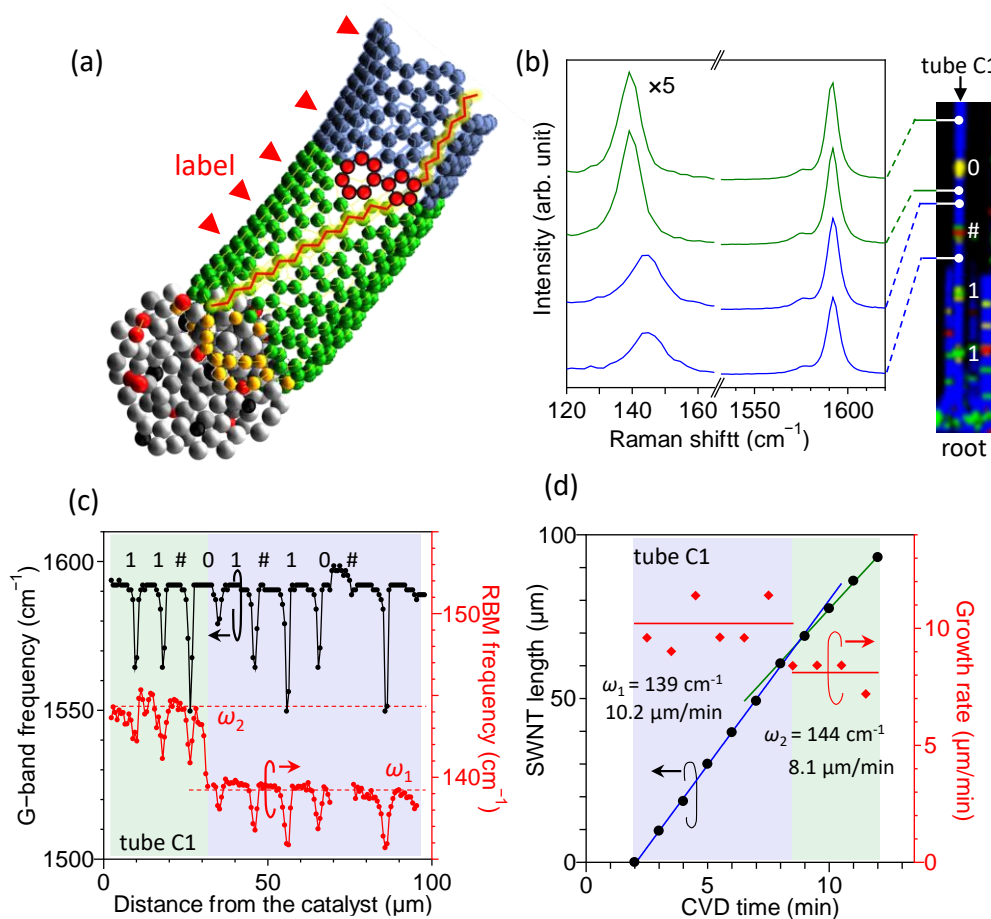 (a)
label
(b)
×5
Intensity (arb. unit)
120
140
160
1550
1600
Raman shiftt (cm⁻¹)
tube C1
0
#
1
1
root
(c)
G-band frequency (cm⁻¹)
1600
1550
1500
1 1 # 0 1 # 1 0 #
ω₂
ω₁
tube C1
0
50
100
Distance from the catalyst (µm)
150
140
RBM frequency (cm⁻¹)
(d)
SWNT length (µm)
100
50
0
tube C1
ω₁ = 139 cm⁻¹
10.2 µm/min
ω₂ = 144 cm⁻¹
8.1 µm/min
0
5
10
CVD time (min)
10
5
0
Growth rate (µm/min)